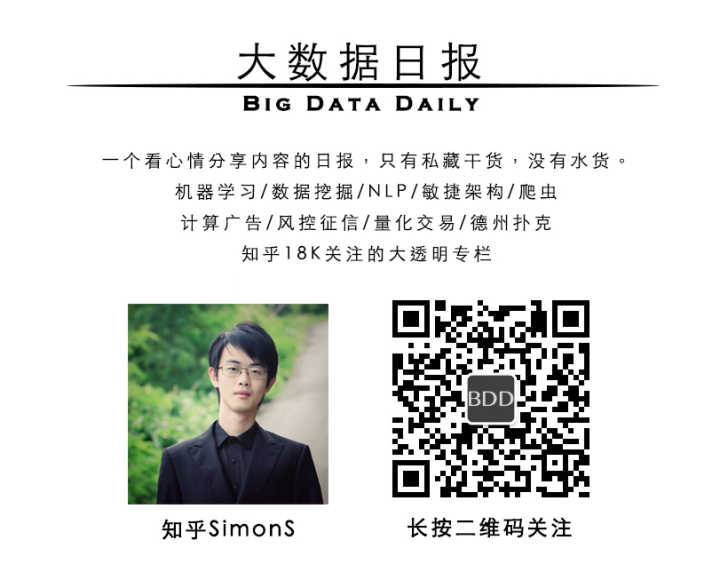 大数据日报
BIG DATA DAILY
一个看心情分享内容的日报，只有私藏干货，没有水货。
机器学习/数据挖掘/NLP/敏捷架构/爬虫
计算广告/风控征信/量化交易/德州扑克
知乎18K关注的大透明专栏
BDD
知乎SimonS
长按二维码关注